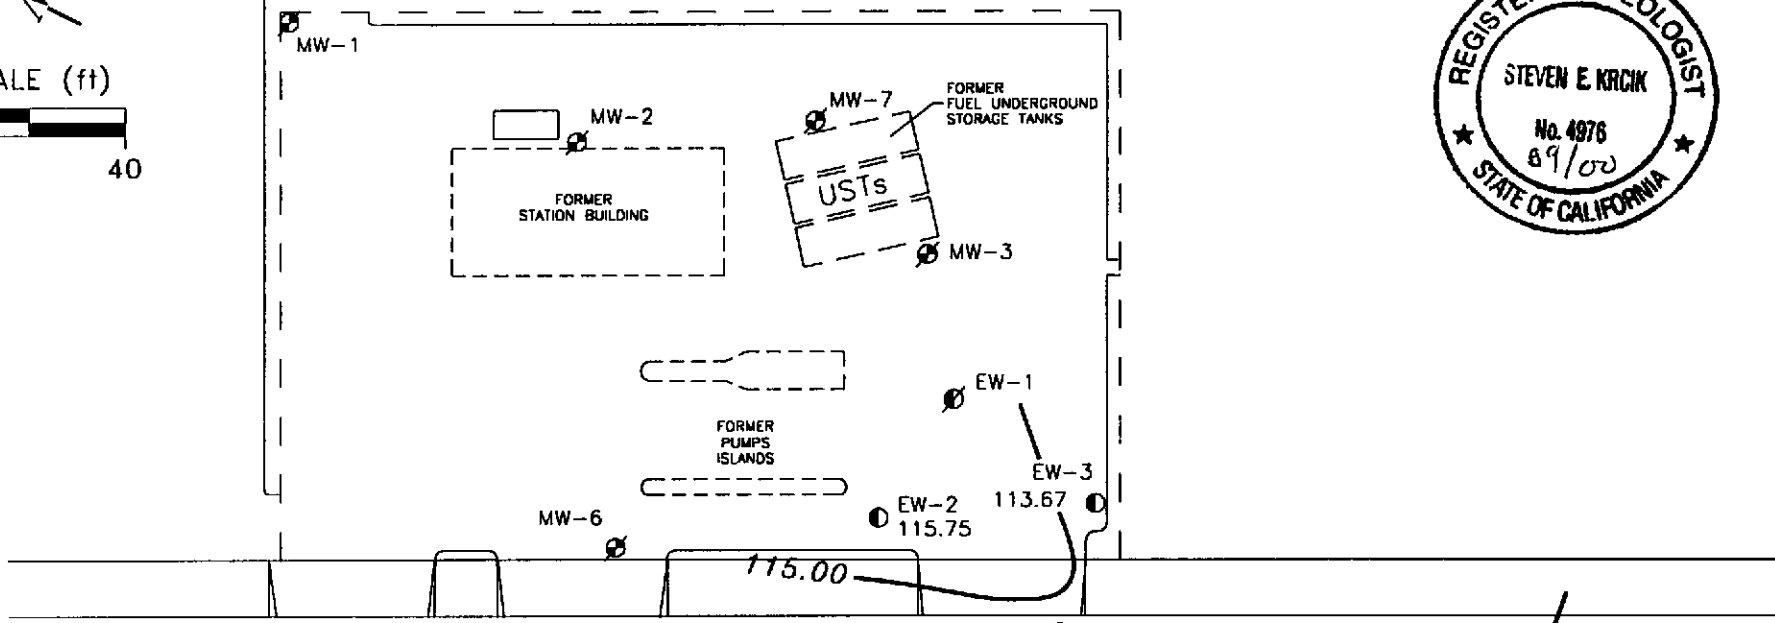 MW-1
ALE (ft)
40
MW-2
MW-7
FORMER
FUEL UNDERGROUND
STORAGE TANKS
USTs
FORMER
STATION BUILDING
MW-3
EW-1
FORMER
PUMPS
ISLANDS
EW-3
113.67
EW-2
115.75
MW-6
115.00
STEVEN E. KRCIK
No. 4976
STATE OF CALIFORNIA